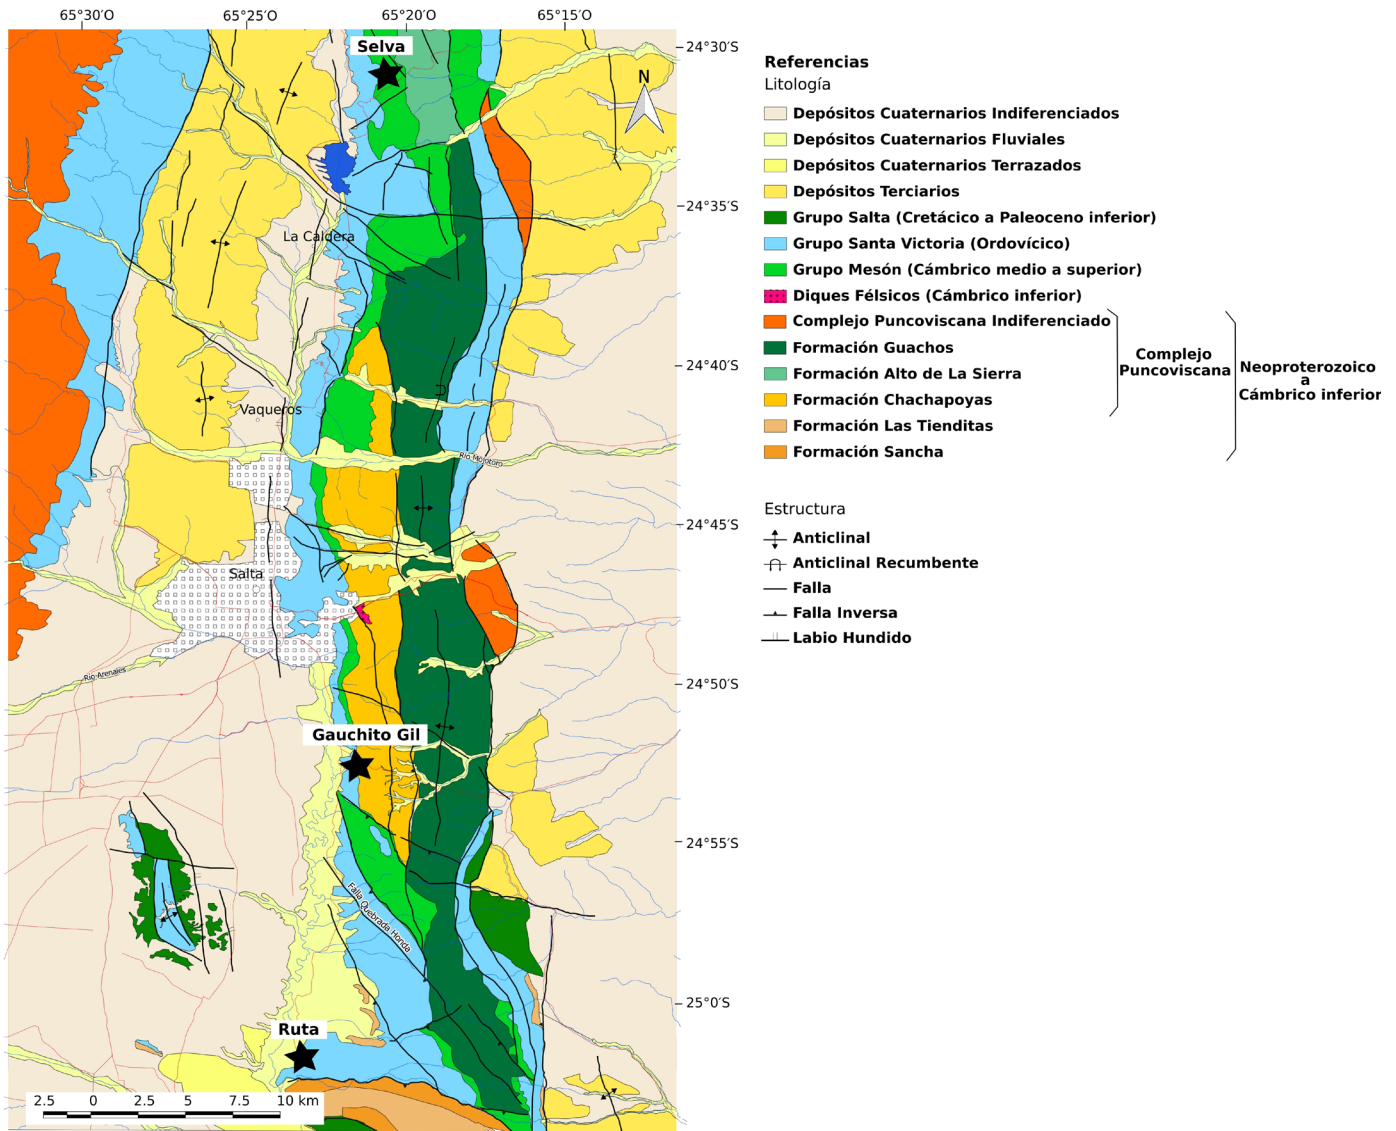 65°30′O 65°25′O 65°20′O 65°15′O
Selva
24°30′S
N
24°35′S
La Caldera
24°40′S
Vaqueros
Río Mojotoro
24°45′S
Salta
Río Arenales
24°50′S
Gauchito Gil
24°55′S
Falla Quebrada Honda
25°0′S
Ruta
2.5 0 2.5 5 7.5 10 km
Referencias
Litología
Depósitos Cuaternarios Indiferenciados
Depósitos Cuaternarios Fluviales
Depósitos Cuaternarios Terrazados
Depósitos Terciarios
Grupo Salta (Cretácico a Paleoceno inferior)
Grupo Santa Victoria (Ordovícico)
Grupo Mesón (Cámbrico medio a superior)
Diques Félsicos (Cámbrico inferior)
Complejo Puncoviscana Indiferenciado
Formación Guachos
Formación Alto de La Sierra
Formación Chachapoyas
Formación Las Tienditas
Formación Sancha
Complejo
Puncoviscana
Neoproterozoico
a
Cámbrico inferior
Estructura
Anticlinal
Anticlinal Recumbente
Falla
Falla Inversa
Labio Hundido